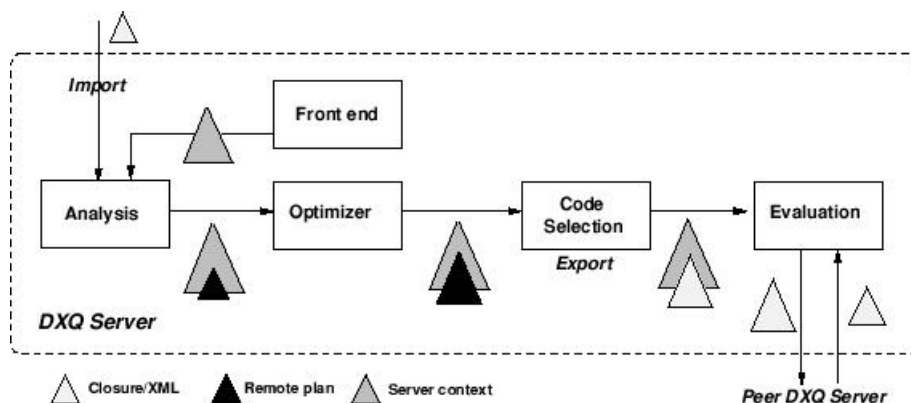 Import
Front end
Analysis
Optimizer
Code
Selection
Evaluation
Export
DXQ Server
Closure/XML
Remote plan
Server context
Peer DXQ Server